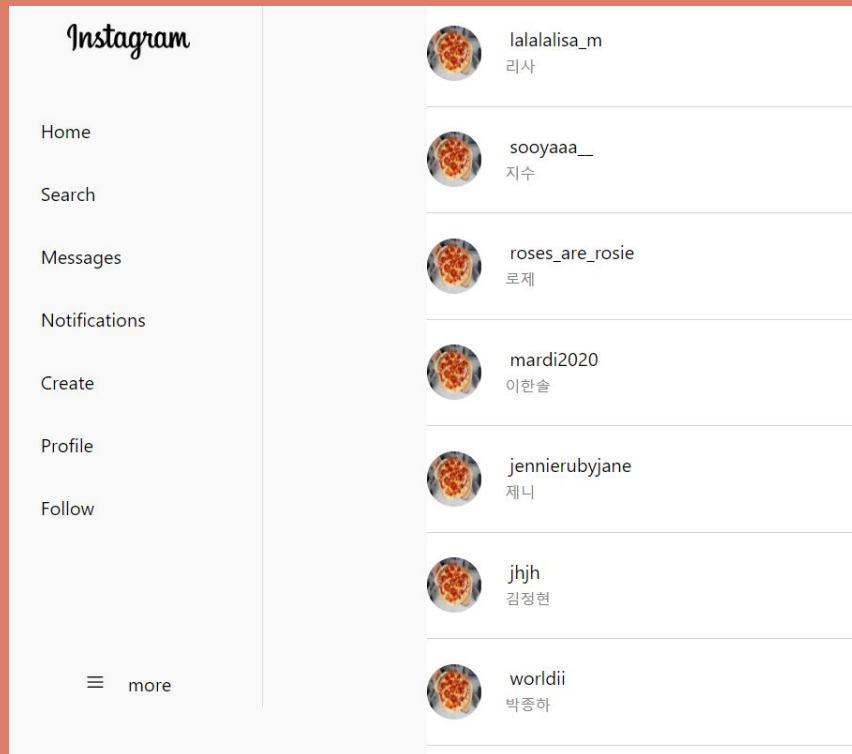 Instagram
Home
Search
Messages
Notifications
Create
Profile
Follow
more
lalalalisa_m
리사
sooyaaa__
지수
roses_are_rosie
로제
mardi2020
이한솔
jennierubyjane
제니
jhjh
김정현
worldii
박종하